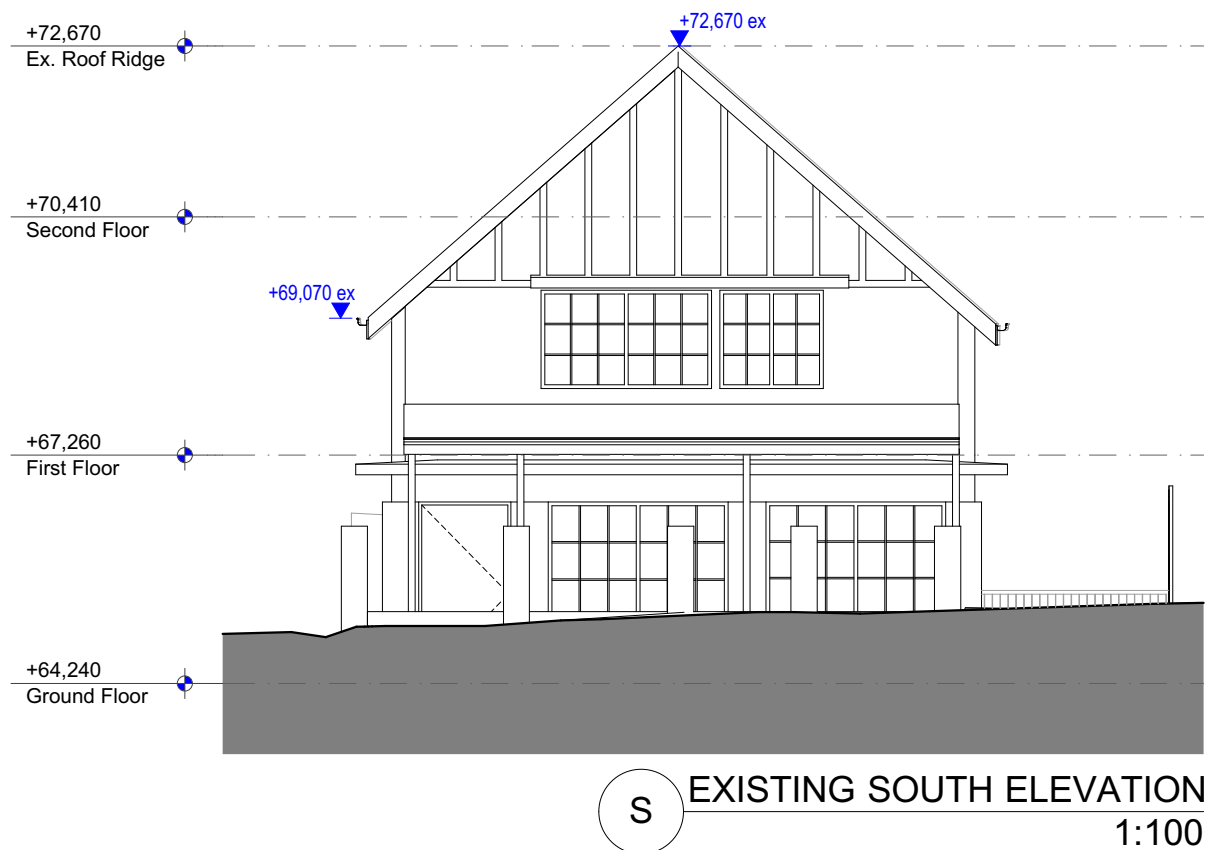 +72,670
Ex. Roof Ridge
+72,670 ex
+70,410
Second Floor
+69,070 ex
+67,260
First Floor
+64,240
Ground Floor
S
EXISTING SOUTH ELEVATION
1:100